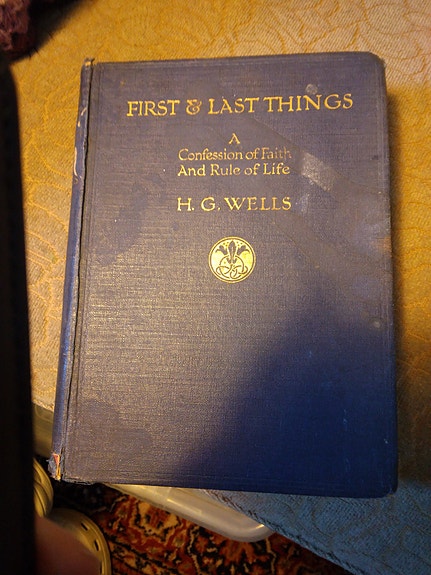 FIRST & LAST THINGS
A
Confession of Faith
And Rule of Life
H. G. WELLS